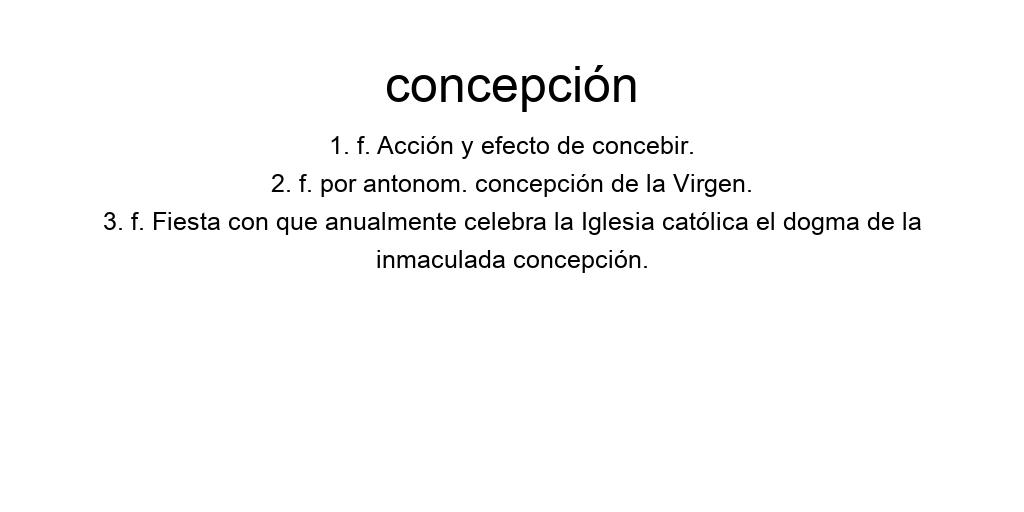 concepción
1. f. Acción y efecto de concebir.
2. f. por antonom. concepción de la Virgen.
3. f. Fiesta con que anualmente celebra la Iglesia católica el dogma de la
inmaculada concepción.